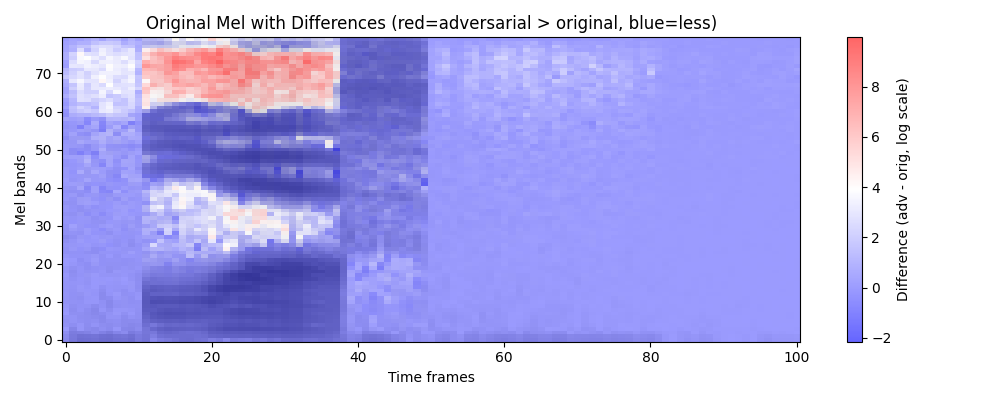 Original Mel with Differences (red=adversarial > original, blue=less)
Mel bands
70
60
50
40
30
20
10
0
0 20 40 60 80 100
Time frames
8
6
4
2
0
−2
Difference (adv - orig, log scale)